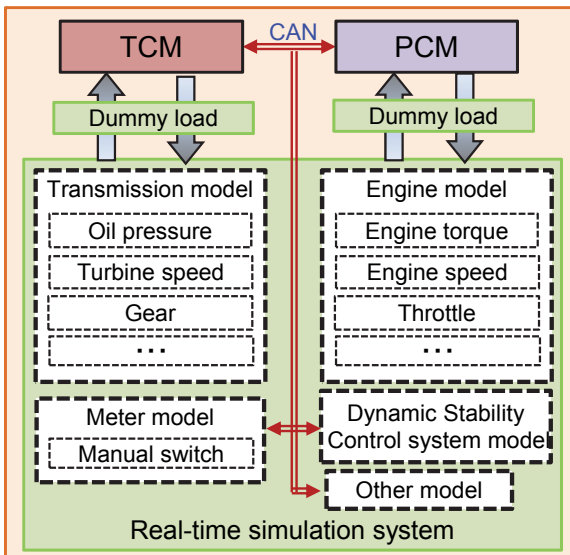 TCM
CAN
PCM
Dummy load
Dummy load
Transmission model
Oil pressure
Turbine speed
Gear
...
Engine model
Engine torque
Engine speed
Throttle
...
Meter model
Manual switch
Dynamic Stability
Control system model
Other model
Real-time simulation system